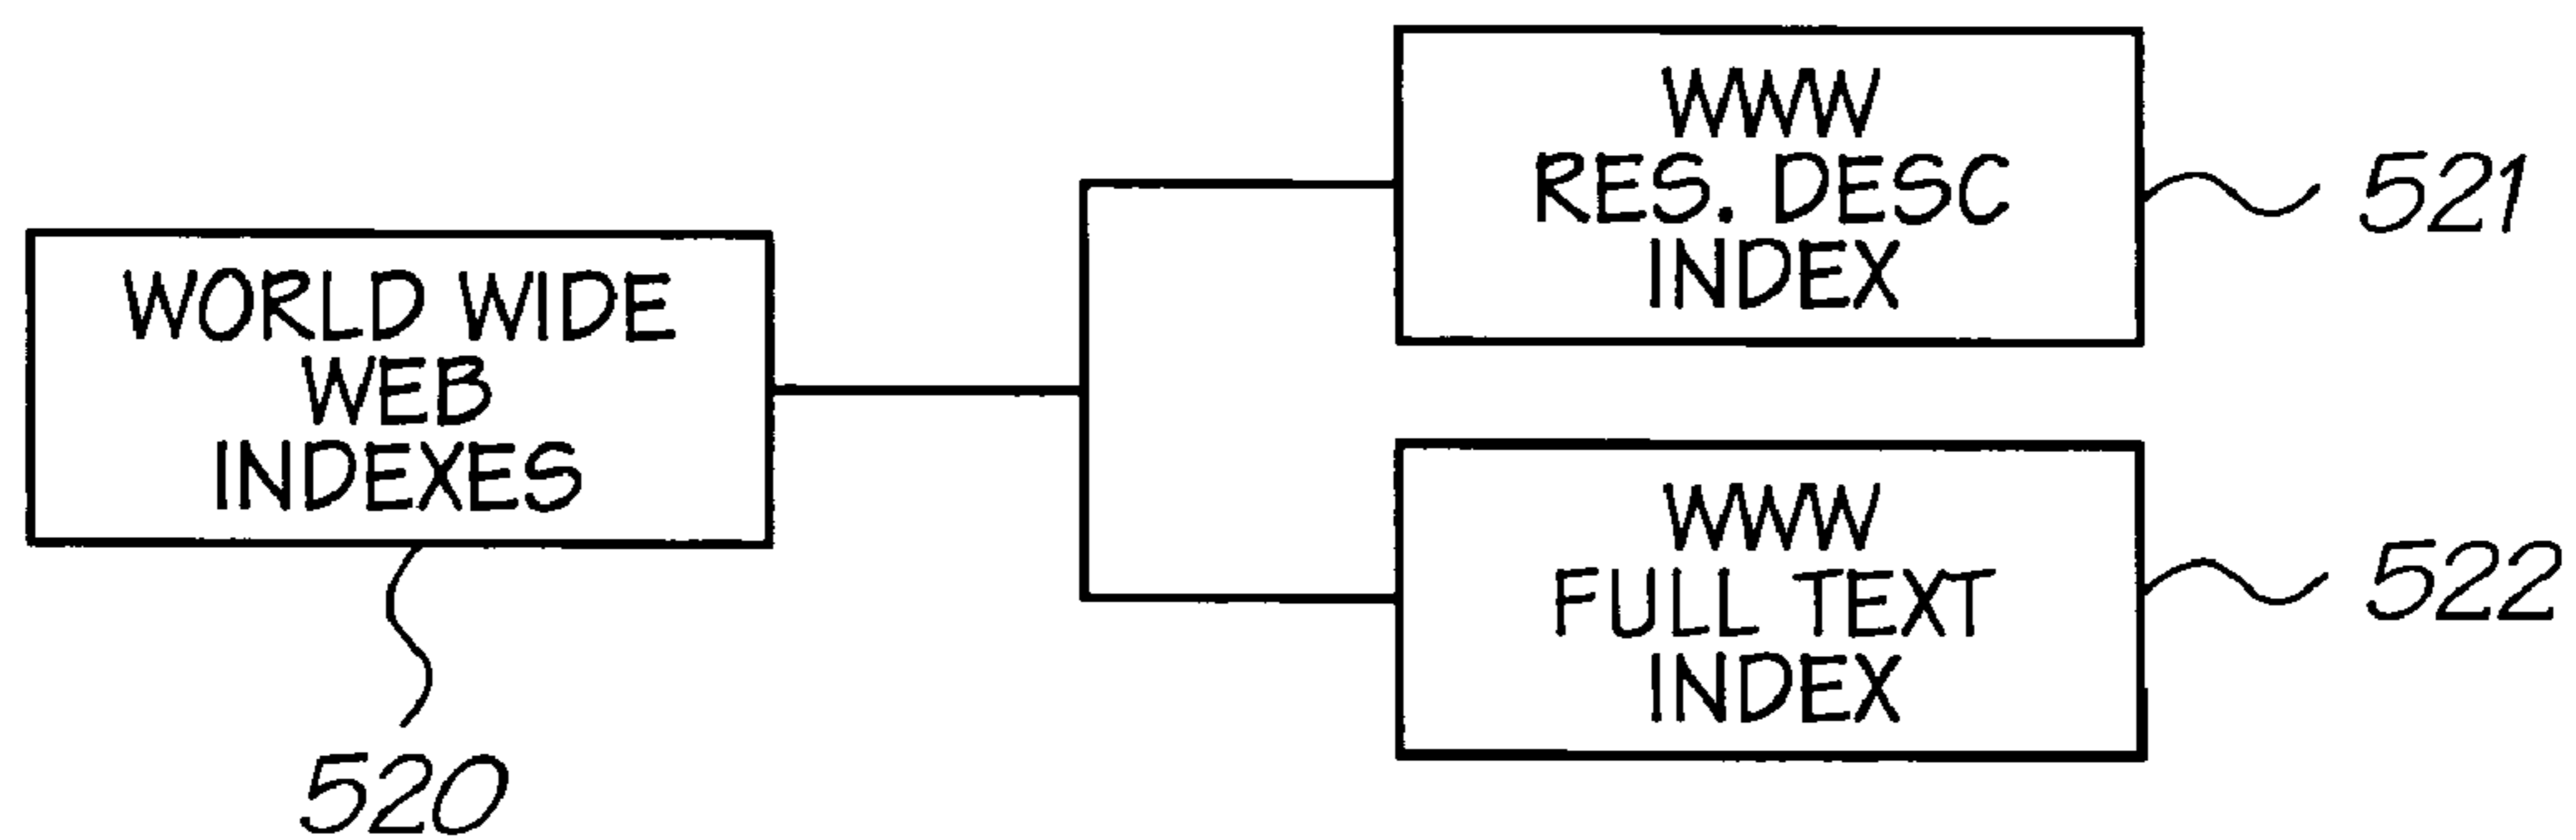 WORLD WIDE
WEB
INDEXES
520
WWW
RES. DESC
INDEX
521
WWW
FULL TEXT
INDEX
522